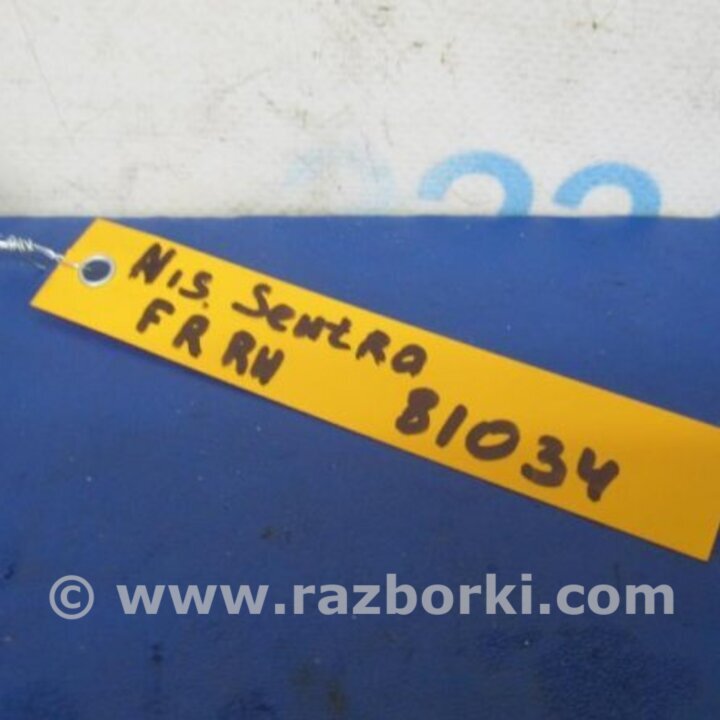 Nis. Sentra
FR RH
81034
© www.razborki.com